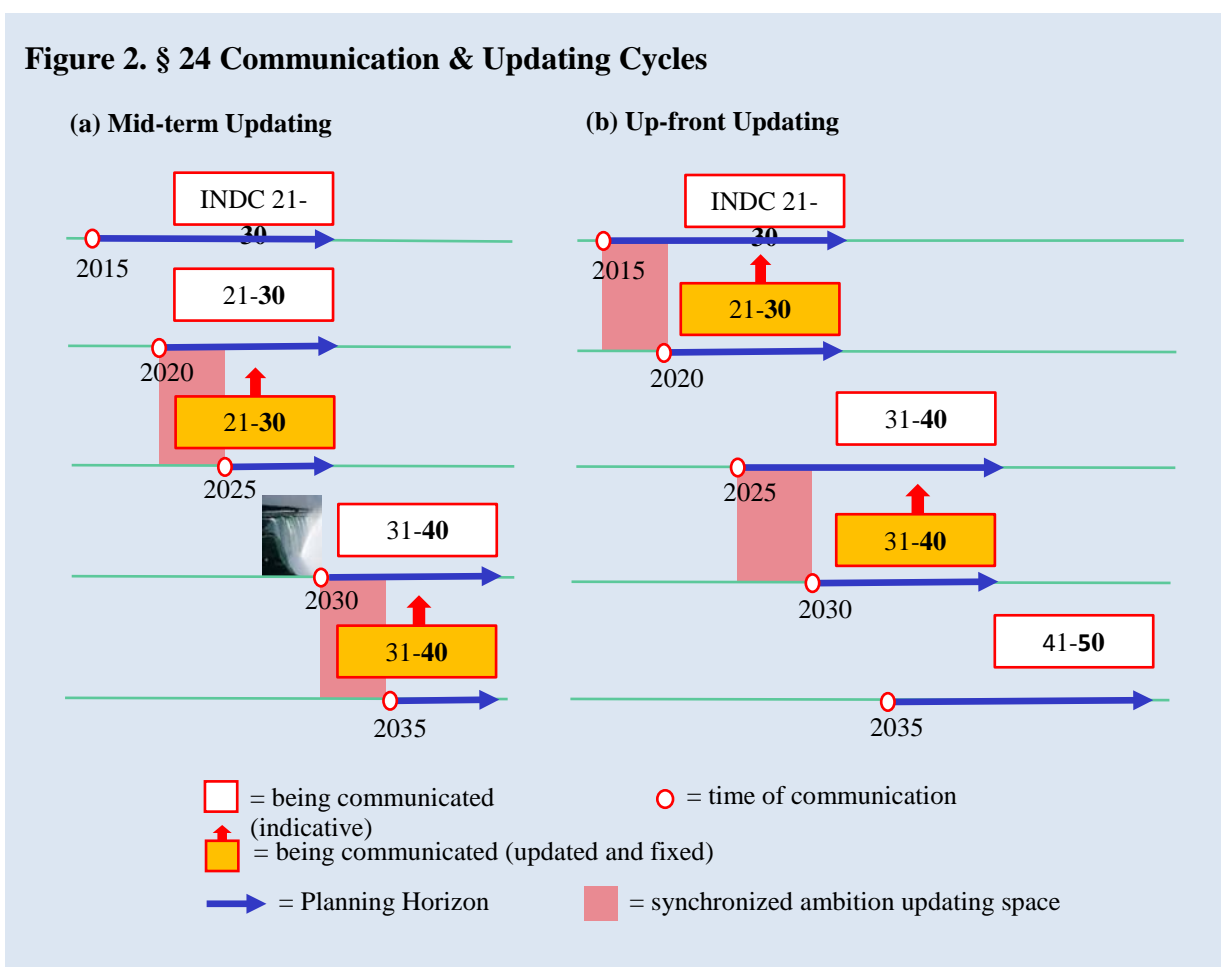 Figure 2. § 24 Communication & Updating Cycles
(a) Mid-term Updating
INDC 21-
30
2015
21-30
2020
21-30
2025
31-40
2030
31-40
2035
(b) Up-front Updating
INDC 21-
30
2015
21-30
2020
31-40
2025
31-40
2030
41-50
2035
= being communicated
(indicative)
= time of communication
= being communicated (updated and fixed)
= Planning Horizon
= synchronized ambition updating space